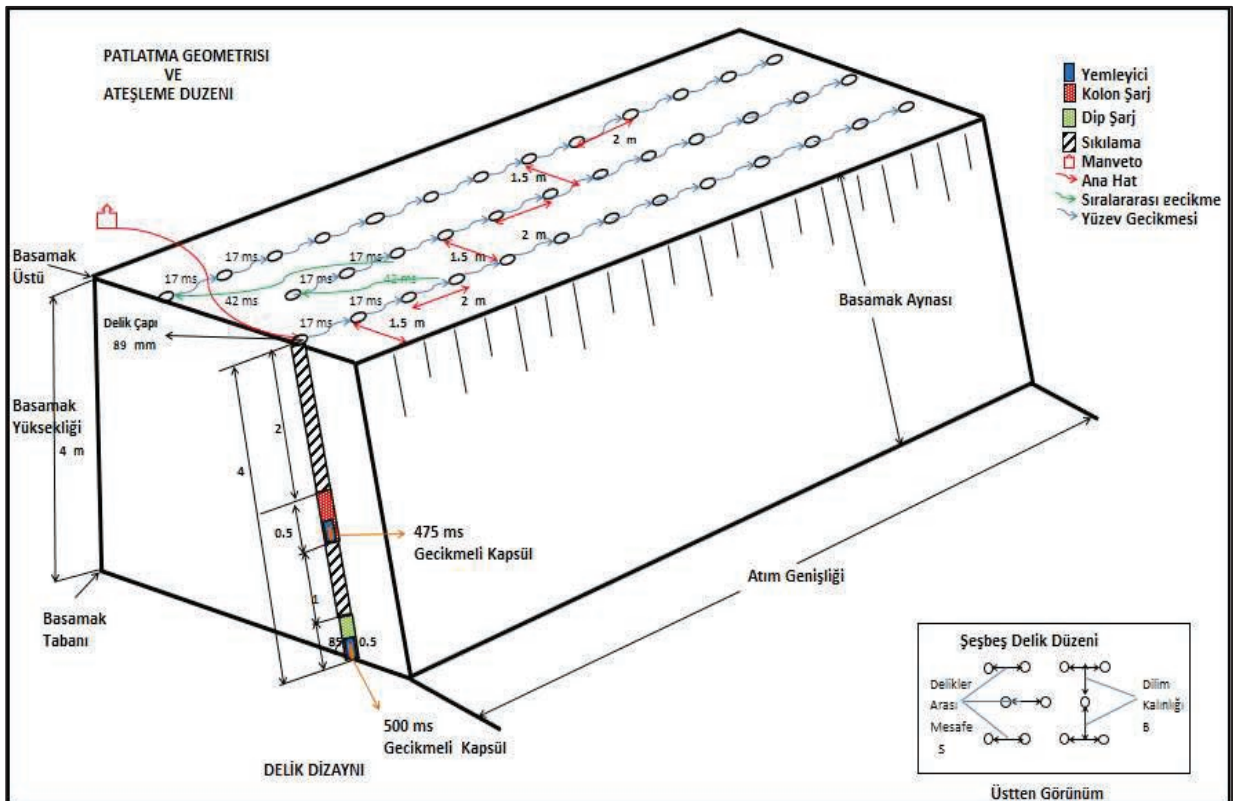 PATLATMA GEOMETRISI
VE
ATEŞLEME DUZENI
Yemleyici
Kolon Şarj
Dip Şarj
Sıkılama
Manveto
Ana Hat
Sıralararası gecikme
Yüzey Gecikmesi
2 m
1.5 m
2 m
1.5 m
2 m
1.5 m
17 ms
17 ms
17 ms
17 ms
17 ms
17 ms
42 ms
42 ms
17 ms
Basamak
Üstü
Delik Çapı
89 mm
Basamak Aynası
Basamak
Yüksekliği
4 m
2
4
0.5
475 ms
Gecikmeli Kapsül
1
85
0.5
Atım Genişliği
Basamak
Tabanı
500 ms
Gecikmeli Kapsül
DELİK DİZAYNI
Şeşbeş Delik Düzeni
Delikler
Arası
Mesafe
S
Dilim
Kalınlığı
B
Üstten Görünüm